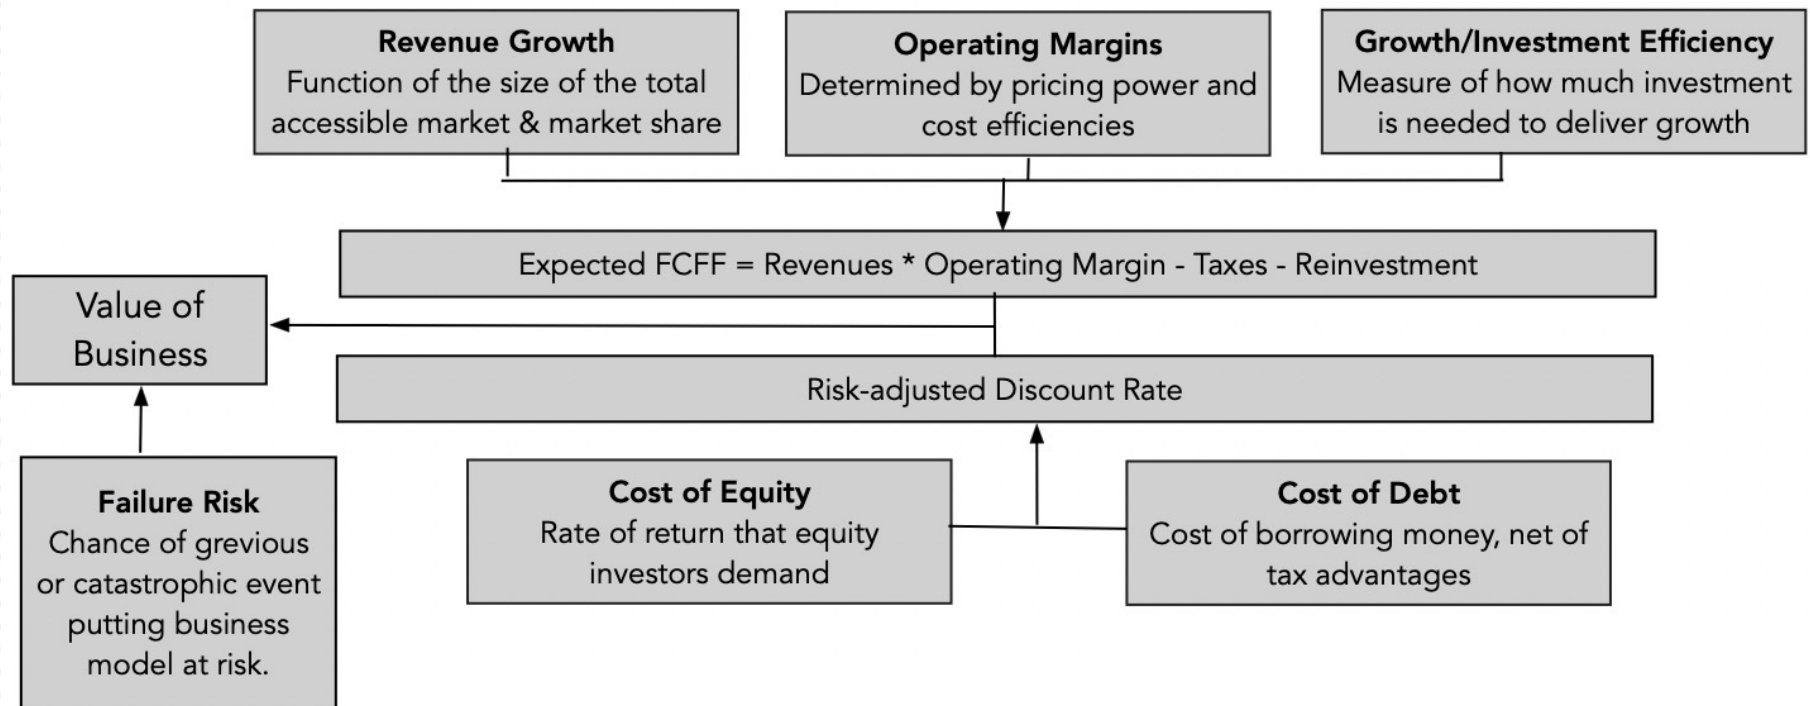 Revenue Growth
Function of the size of the total
accessible market & market share
Operating Margins
Determined by pricing power and
cost efficiencies
Growth/Investment Efficiency
Measure of how much investment
is needed to deliver growth
Expected FCFF = Revenues * Operating Margin - Taxes - Reinvestment
Value of
Business
Risk-adjusted Discount Rate
Failure Risk
Chance of grevious
or catastrophic event
putting business
model at risk.
Cost of Equity
Rate of return that equity
investors demand
Cost of Debt
Cost of borrowing money, net of
tax advantages